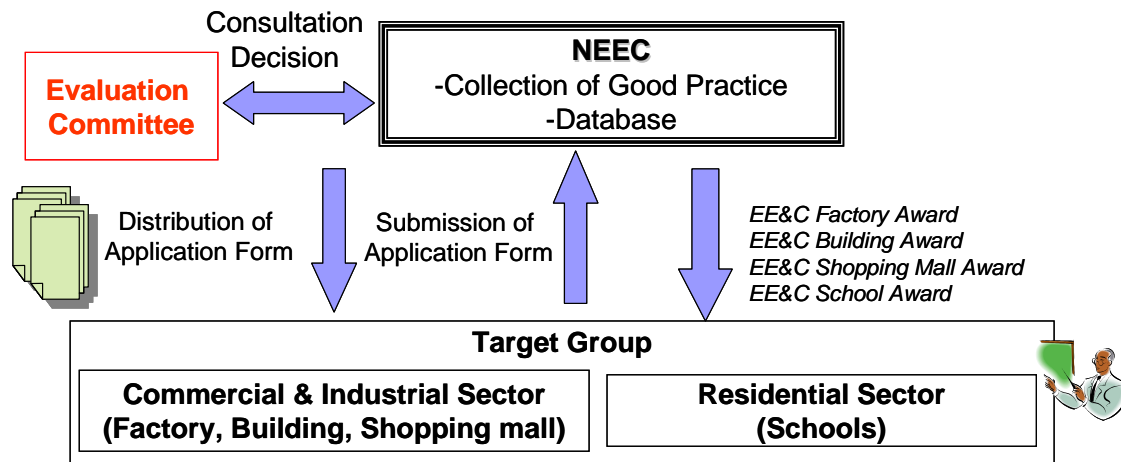 Consultation
Decision
Evaluation
Committee
NEEC
-Collection of Good Practice
-Database
Distribution of
Application Form
Submission of
Application Form
EE&C Factory Award
EE&C Building Award
EE&C Shopping Mall Award
EE&C School Award
Target Group
Commercial & Industrial Sector
(Factory, Building, Shopping mall)
Residential Sector
(Schools)